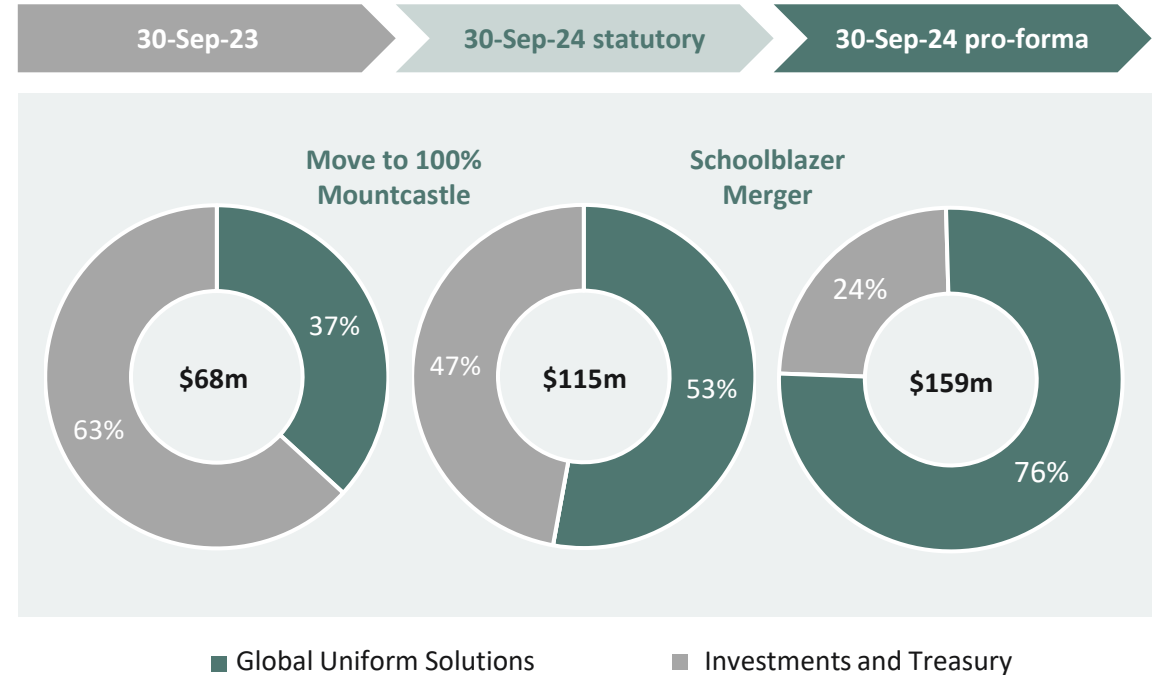 30-Sep-23
30-Sep-24 statutory
30-Sep-24 pro-forma
Move to 100%
Mountcastle
Schoolblazer
Merger
37%
63%
$68m
47%
53%
$115m
24%
76%
$159m
Global Uniform Solutions
Investments and Treasury